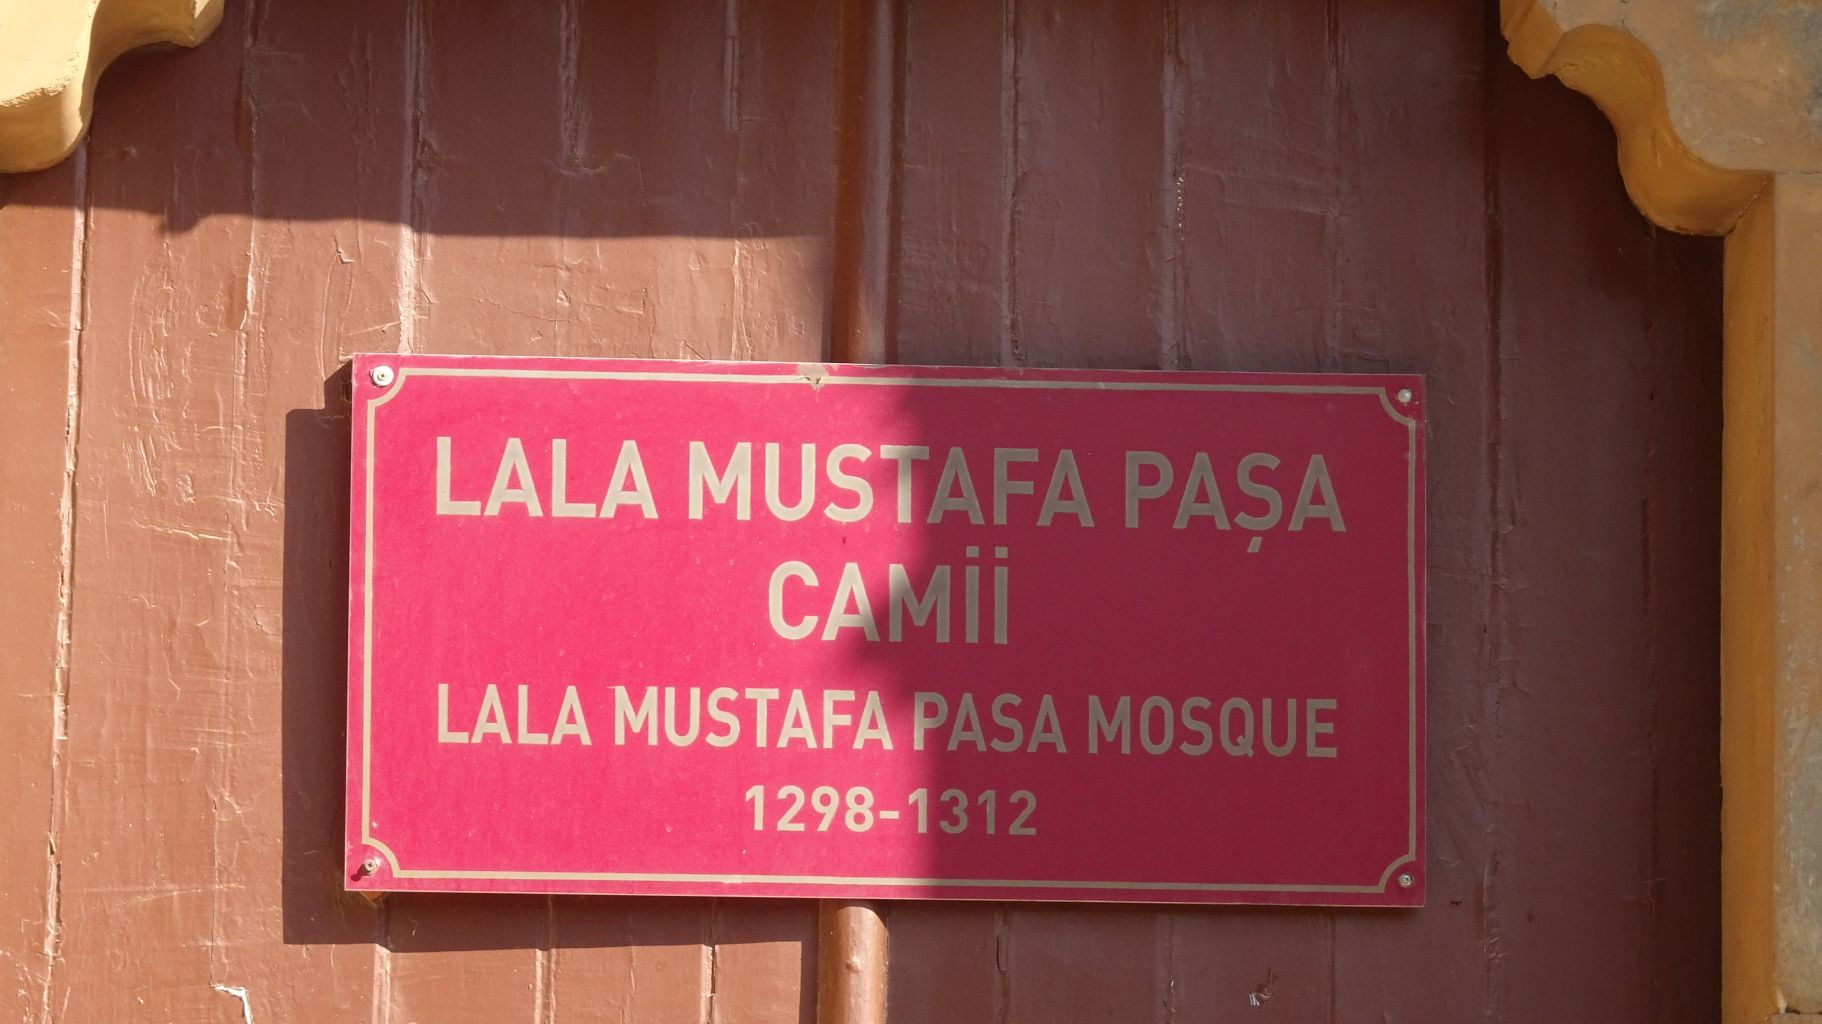 LALA MUSTAFA PAŞA
CAMİİ
LALA MUSTAFA PASA MOSQUE
1298-1312